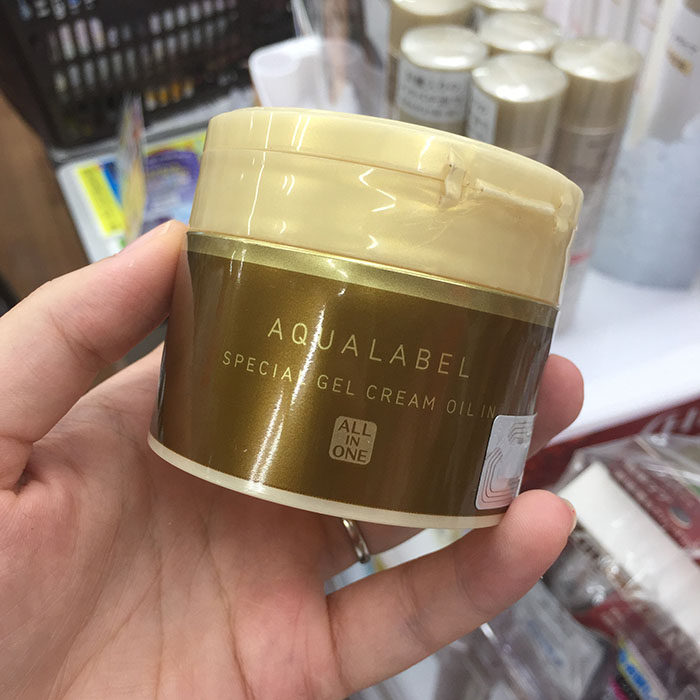 AQUALABEL
SPECIAL GEL CREAM OIL IN
ALL
IN
ONE